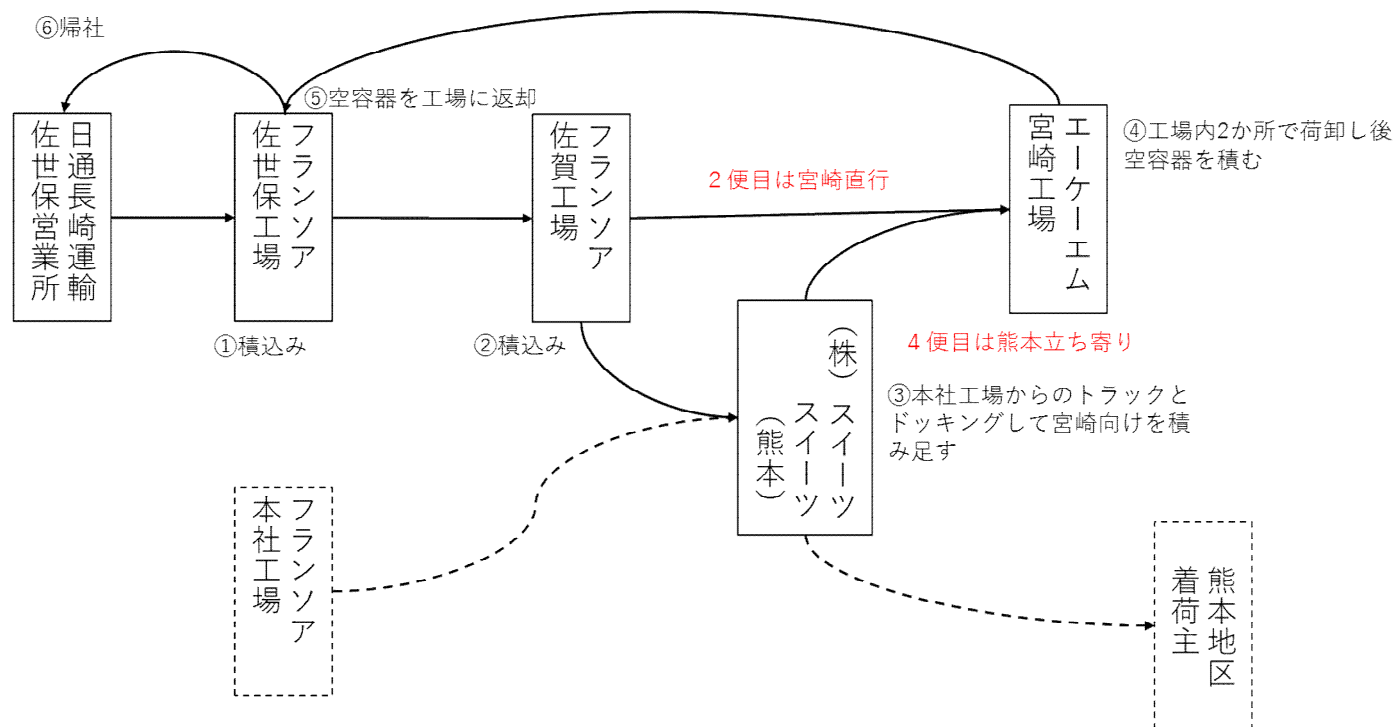 ⑥帰社
⑤空容器を工場に返却
日通長崎運輸
佐世保営業所
フランソア
佐世保工場
フランソア
佐賀工場
エーケーエム
宮崎工場
④工場内2か所で荷卸し後
空容器を積む
２便目は宮崎直行
①積込み
②積込み
４便目は熊本立ち寄り
(株)スイーツ
スイーツ
(熊本)
③本社工場からのトラックと
ドッキングして宮崎向けを積
み足す
フランソア
本社工場
熊本地区
着荷主